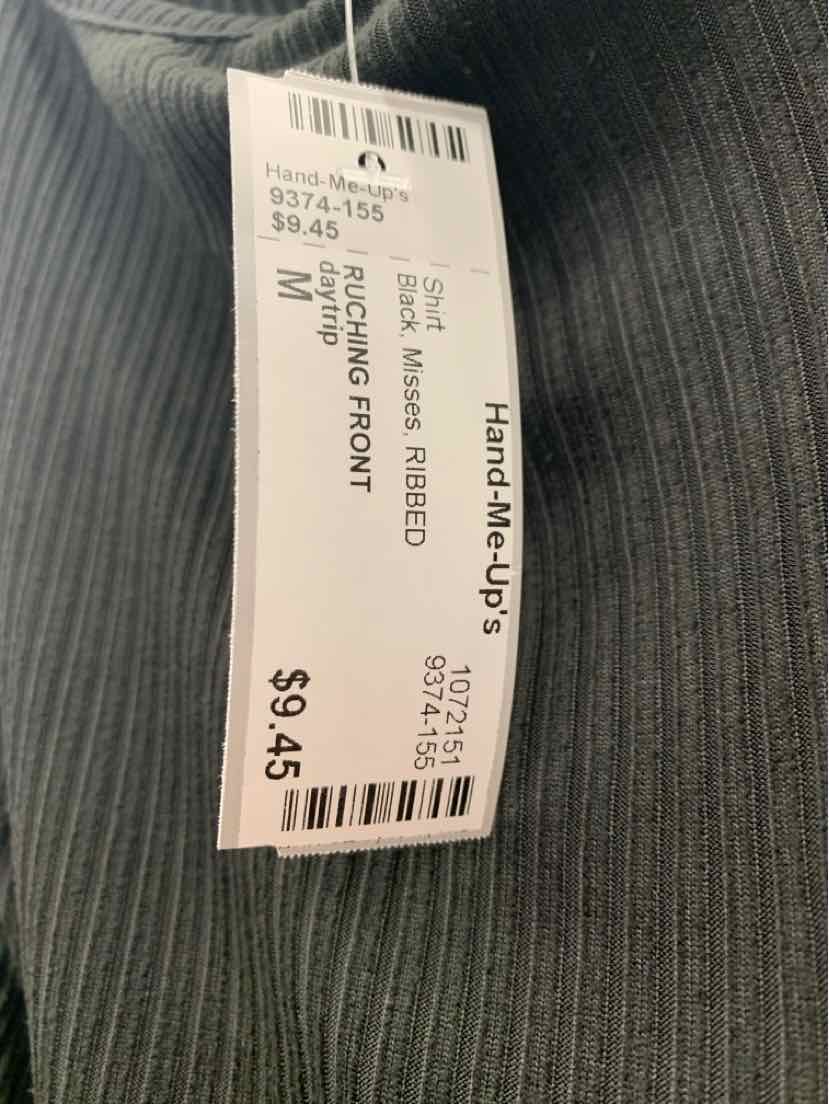 Hand-Me-Up's
9374-155
$9.45
Hand-Me-Up's
1072151
9374-155
Shirt
Black, Misses, RIBBED
RUCHING FRONT
daytrip
M
$9.45